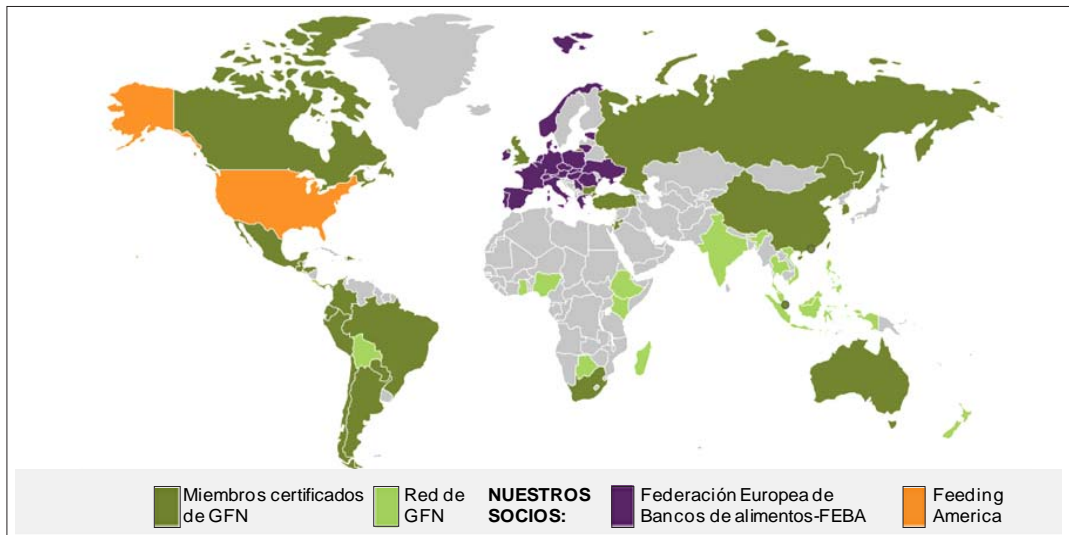 Miembros certificados
de GFN
Red de
GFN
NUESTROS
SOCIOS:
Federación Europea de
Bancos de alimentos-FEBA
Feeding
America